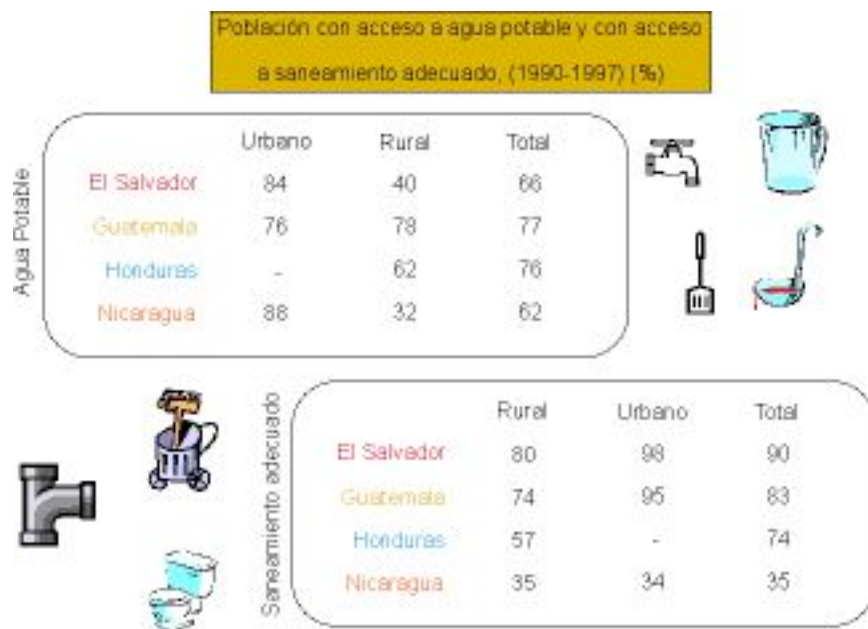 Población con acceso a agua potable y con acceso
a saneamiento adecuado, (1990-1997) (%)
Agua Potable
Urbano Rural Total
El Salvador 84 40 66
Guatemala 76 78 77
Honduras - 62 76
Nicaragua 88 32 62
Saneamiento adecuado
Rural Urbano Total
El Salvador 80 98 90
Guatemala 74 95 83
Honduras 57 - 74
Nicaragua 35 34 35